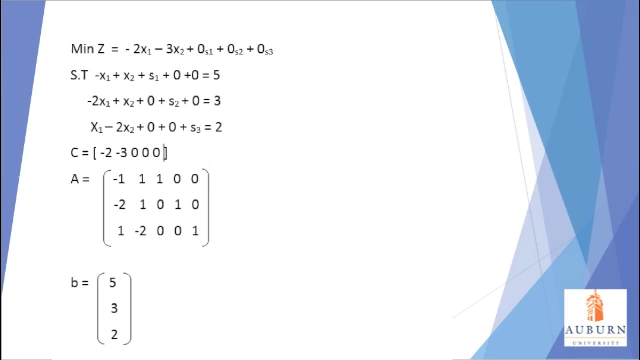 Min Z = - 2x₁ – 3x₂ + 0ₛ₁ + 0ₛ₂ + 0ₛ₃
S.T -x₁ + x₂ + s₁ + 0 +0 = 5
-2x₁ + x₂ + 0 + s₂ + 0 = 3
X₁ – 2x₂ + 0 + 0 + s₃ = 2
C = [ -2 -3 0 0 0 ]
A = -1 1 1 0 0
-2 1 0 1 0
1 -2 0 0 1
b = 5
3
2
AUBURN
UNIVERSITY